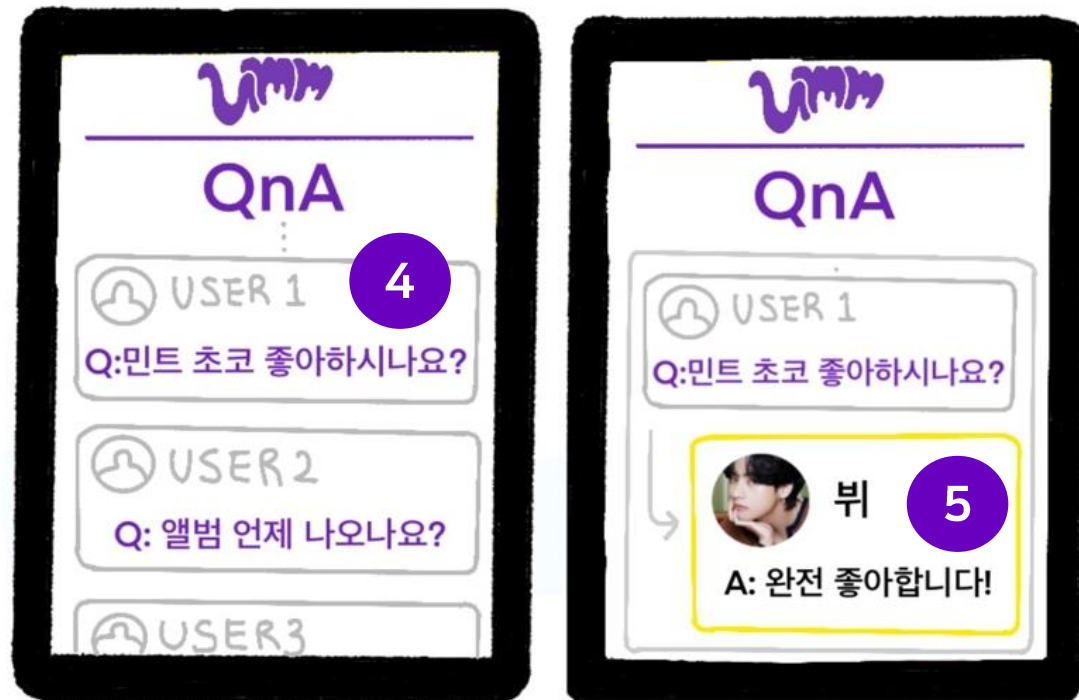 umm
QnA
USER 1
4
Q:민트 초코 좋아하시나요?
USER2
Q: 앨범 언제 나오나요?
USER3
umm
QnA
USER 1
Q:민트 초코 좋아하시나요?
뷔
5
A: 완전 좋아합니다!